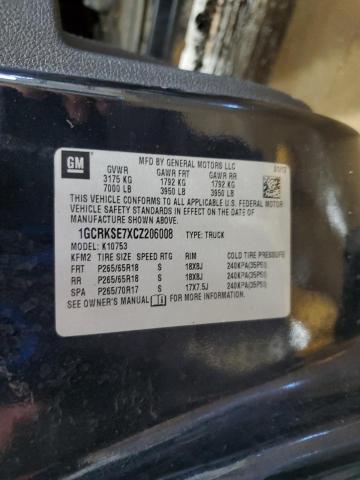 GM
MFD BY GENERAL MOTORS LLC
GVWR GAWR FRT GAWR RR
3175 KG 1792 KG 1792 KG
7000 LB 3950 LB 3950 LB
THIS VEHICLE CONFORMS TO ALL APPLICABLE U.S. FEDERAL MOTOR
VEHICLE SAFETY STANDARDS IN EFFECT ON THE DATE OF
MANUFACTURE SHOWN ABOVE.
1GCRKSE7XCZ206008 TYPE: TRUCK
MODEL: K10753
KFM2 TIRE SIZE SPEED RTG RIM COLD TIRE PRESSURE
FRT P265/65R18 S 18X8J 240KPA(35PSI)
RR P265/65R18 S 18X8J 240KPA(35PSI)
SPA P265/70R17 S 17X7.5J 240KPA(35PSI)
SEE OWNER'S MANUAL FOR ADDITIONAL INFORMATION.